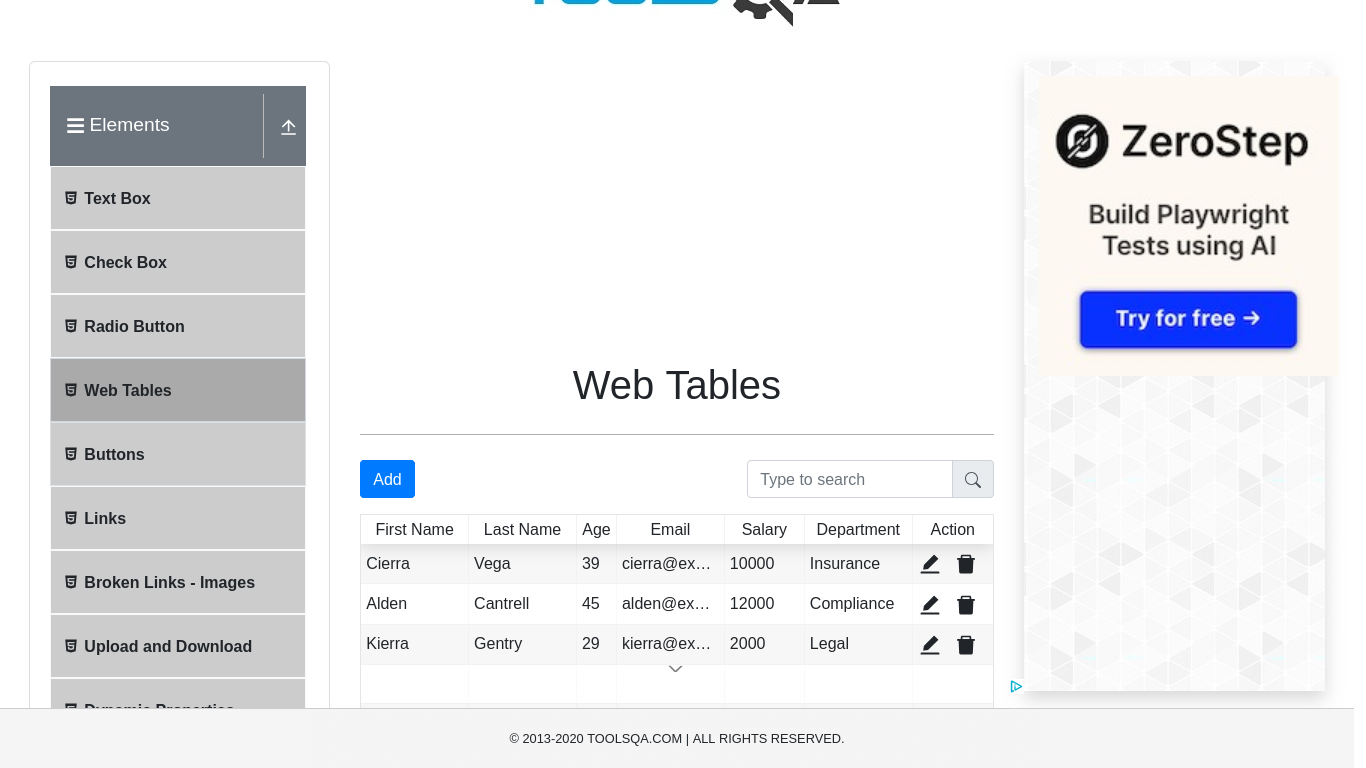 Elements
Text Box
Check Box
Radio Button
Web Tables
Buttons
Links
Broken Links - Images
Upload and Download
Web Tables
Add
Type to search
First Name Last Name Age Email Salary Department Action
Cierra Vega 39 cierra@ex… 10000 Insurance
Alden Cantrell 45 alden@ex… 12000 Compliance
Kierra Gentry 29 kierra@ex… 2000 Legal
ZeroStep
Build Playwright
Tests using AI
Try for free →
© 2013-2020 TOOLSQA.COM | ALL RIGHTS RESERVED.